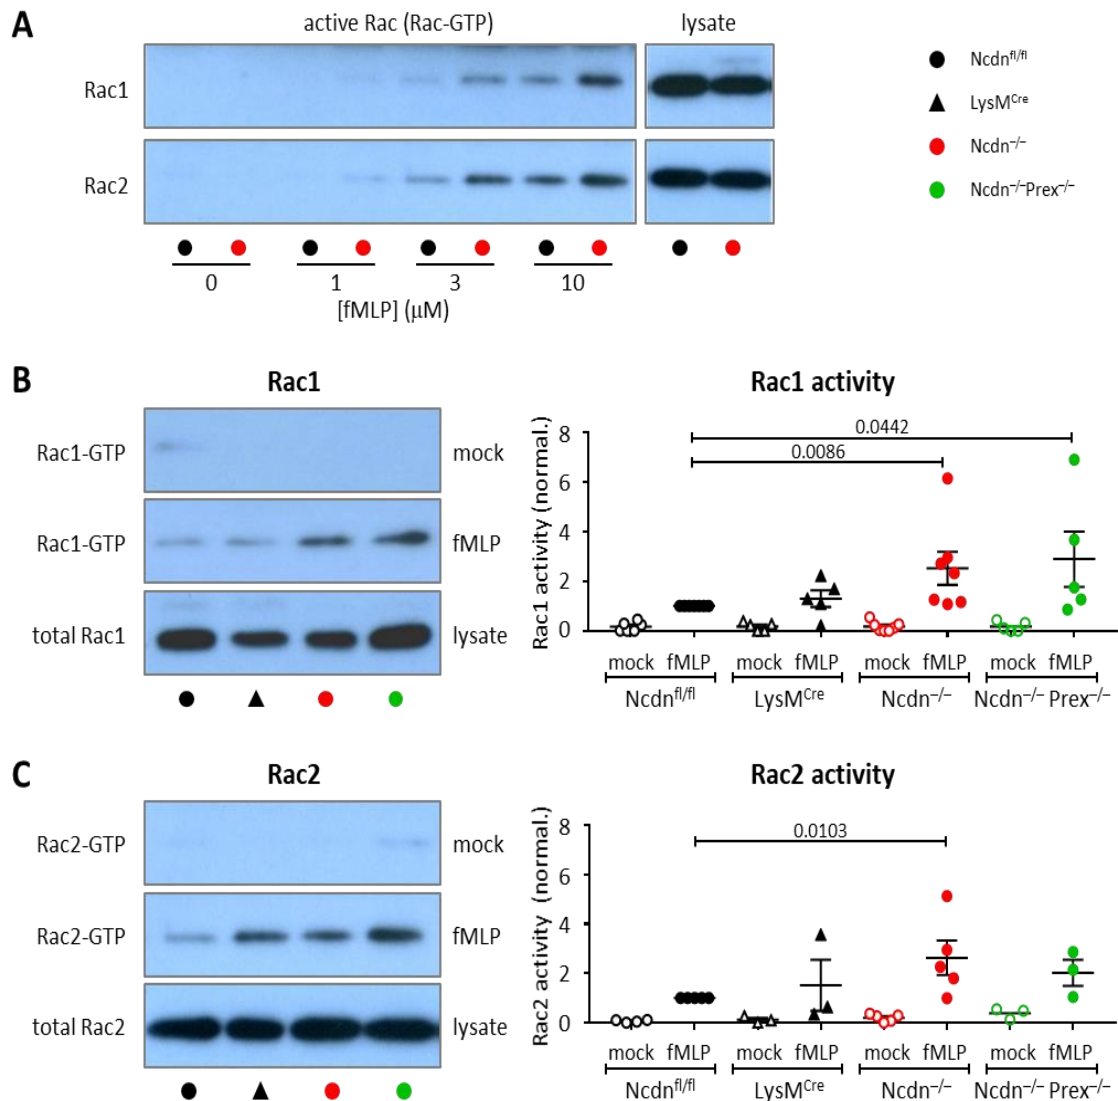 A
active Rac (Rac-GTP)
lysate
Rac1
Rac2
0
1
3
10
[fMLP] (μM)
Ncdn^fl/fl
LysM^Cre
Ncdn^–/–
Ncdn^–/–Prex^–/–
B
Rac1
Rac1-GTP
mock
Rac1-GTP
fMLP
total Rac1
lysate
Rac1 activity
Rac1 activity (normal.)
8
6
4
2
0
0.0442
0.0086
mock fMLP mock fMLP mock fMLP mock fMLP
Ncdn^fl/fl LysM^Cre Ncdn^–/– Ncdn^–/– Prex^–/–
C
Rac2
Rac2-GTP
mock
Rac2-GTP
fMLP
total Rac2
lysate
Rac2 activity
Rac2 activity (normal.)
8
6
4
2
0
0.0103
mock fMLP mock fMLP mock fMLP mock fMLP
Ncdn^fl/fl LysM^Cre Ncdn^–/– Ncdn^–/– Prex^–/–